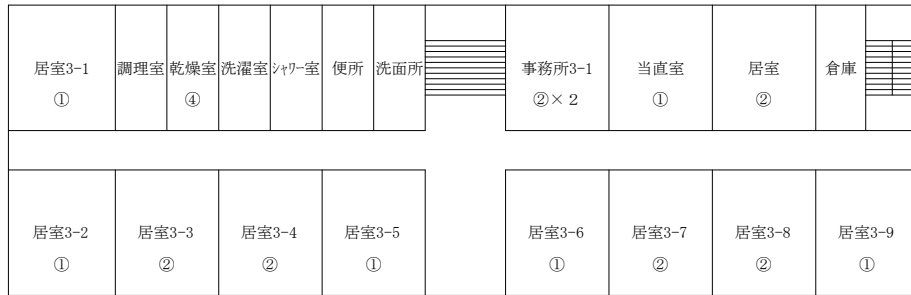 居室3-1 調理室 乾燥室 洗濯室 シャワー室 便所 洗面所 事務所3-1 当直室 居室 倉庫
① ④ ②×2 ① ②
居室3-2 居室3-3 居室3-4 居室3-5 居室3-6 居室3-7 居室3-8 居室3-9
① ② ② ① ① ② ② ①